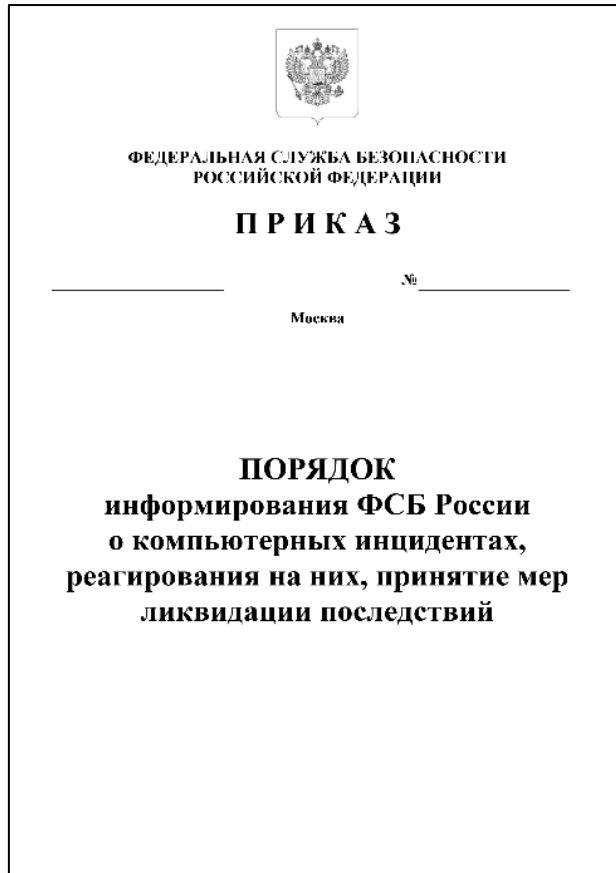 ФЕДЕРАЛЬНАЯ СЛУЖБА БЕЗОПАСНОСТИ
РОССИЙСКОЙ ФЕДЕРАЦИИ
П Р И К А З
№
Москва
ПОРЯДОК
информирования ФСБ России
о компьютерных инцидентах,
реагирования на них, принятие мер
ликвидации последствий